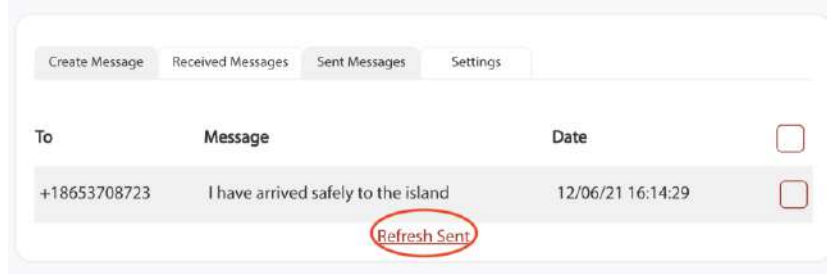 Create Message Received Messages Sent Messages Settings
To Message Date
+18653708723 I have arrived safely to the island 12/06/21 16:14:29
Refresh Sent